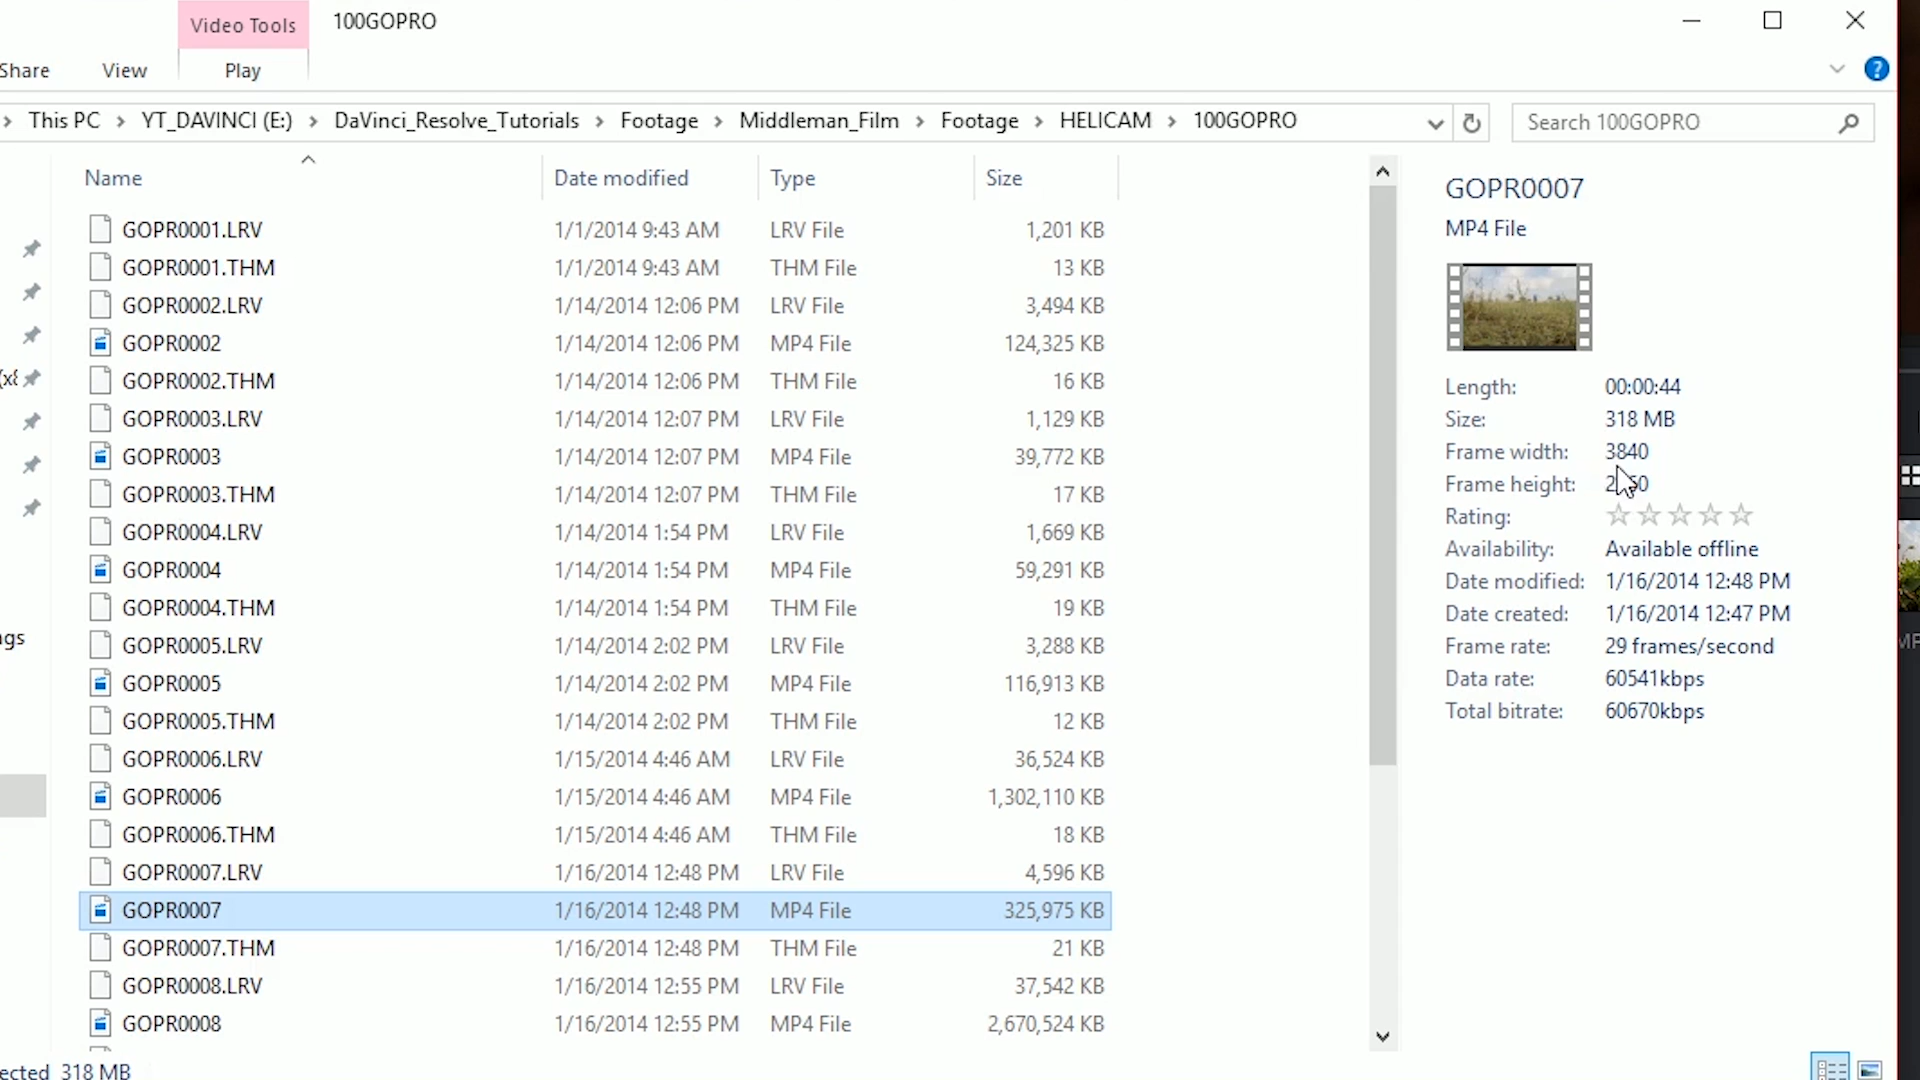 Video Tools 100GOPRO
Share View Play
This PC YT_DAVINCI (E:) DaVinci_Resolve_Tutorials Footage Middleman_Film Footage HELICAM 100GOPRO Search 100GOPRO
Name Date modified Type Size
GOPR0001.LRV 1/1/2014 9:43 AM LRV File 1,201 KB
GOPR0001.THM 1/1/2014 9:43 AM THM File 13 KB
GOPR0002.LRV 1/14/2014 12:06 PM LRV File 3,494 KB
GOPR0002 1/14/2014 12:06 PM MP4 File 124,325 KB
GOPR0002.THM 1/14/2014 12:06 PM THM File 16 KB
GOPR0003.LRV 1/14/2014 12:07 PM LRV File 1,129 KB
GOPR0003 1/14/2014 12:07 PM MP4 File 39,772 KB
GOPR0003.THM 1/14/2014 12:07 PM THM File 17 KB
GOPR0004.LRV 1/14/2014 1:54 PM LRV File 1,669 KB
GOPR0004 1/14/2014 1:54 PM MP4 File 59,291 KB
GOPR0004.THM 1/14/2014 1:54 PM THM File 19 KB
GOPR0005.LRV 1/14/2014 2:02 PM LRV File 3,288 KB
GOPR0005 1/14/2014 2:02 PM MP4 File 116,913 KB
GOPR0005.THM 1/14/2014 2:02 PM THM File 12 KB
GOPR0006.LRV 1/15/2014 4:46 AM LRV File 36,524 KB
GOPR0006 1/15/2014 4:46 AM MP4 File 1,302,110 KB
GOPR0006.THM 1/15/2014 4:46 AM THM File 18 KB
GOPR0007.LRV 1/16/2014 12:48 PM LRV File 4,596 KB
GOPR0007 1/16/2014 12:48 PM MP4 File 325,975 KB
GOPR0007.THM 1/16/2014 12:48 PM THM File 21 KB
GOPR0008.LRV 1/16/2014 12:55 PM LRV File 37,542 KB
GOPR0008 1/16/2014 12:55 PM MP4 File 2,670,524 KB
ected 318 MB
GOPR0007
MP4 File
Length: 00:00:44
Size: 318 MB
Frame width: 3840
Frame height:
Rating:
Availability: Available offline
Date modified: 1/16/2014 12:48 PM
Date created: 1/16/2014 12:47 PM
Frame rate: 29 frames/second
Data rate: 60541kbps
Total bitrate: 60670kbps